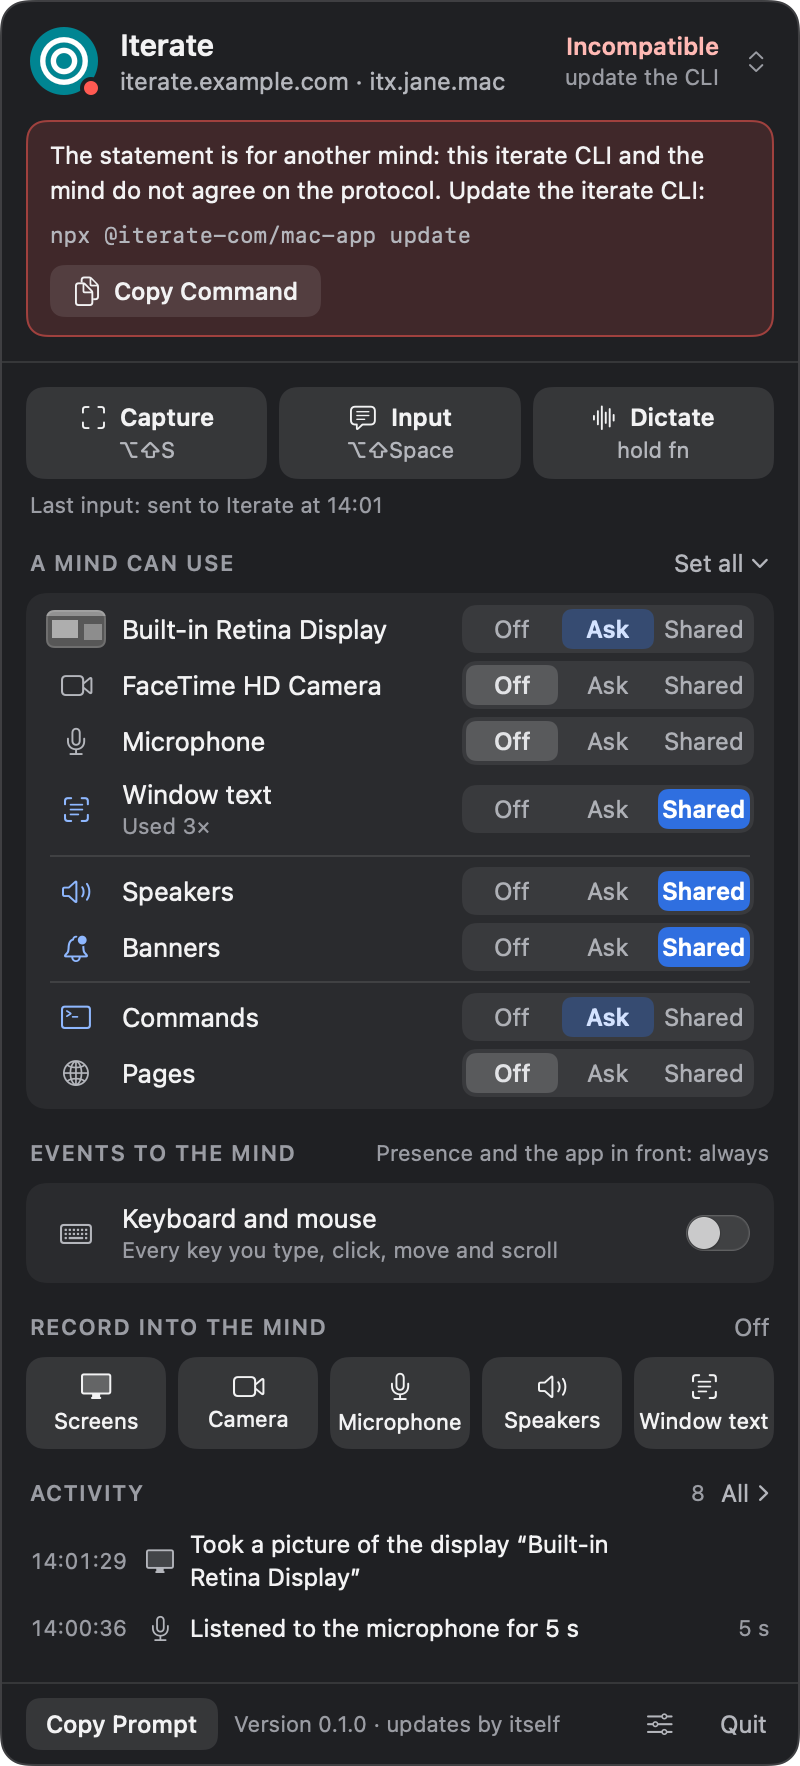 Iterate
iterate.example.com · itx.jane.mac
Incompatible
update the CLI
The statement is for another mind: this iterate CLI and the
mind do not agree on the protocol. Update the iterate CLI:
npx @iterate-com/mac-app update
Copy Command
Capture
⌥⇧S
Input
⌥⇧Space
Dictate
hold fn
Last input: sent to Iterate at 14:01
A MIND CAN USE
Set all
Built-in Retina Display Off Ask Shared
FaceTime HD Camera Off Ask Shared
Microphone Off Ask Shared
Window text
Used 3×
Off Ask Shared
Speakers Off Ask Shared
Banners Off Ask Shared
Commands Off Ask Shared
Pages Off Ask Shared
EVENTS TO THE MIND
Presence and the app in front: always
Keyboard and mouse
Every key you type, click, move and scroll
RECORD INTO THE MIND
Off
Screens
Camera
Microphone
Speakers
Window text
ACTIVITY
8 All
14:01:29 Took a picture of the display “Built-in
Retina Display”
14:00:36 Listened to the microphone for 5 s 5 s
Copy Prompt
Version 0.1.0 · updates by itself
Quit